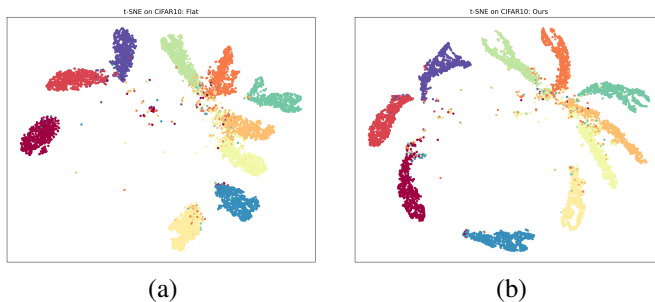 t-SNE on CIFAR10: Flat
t-SNE on CIFAR10: Ours
(a)
(b)